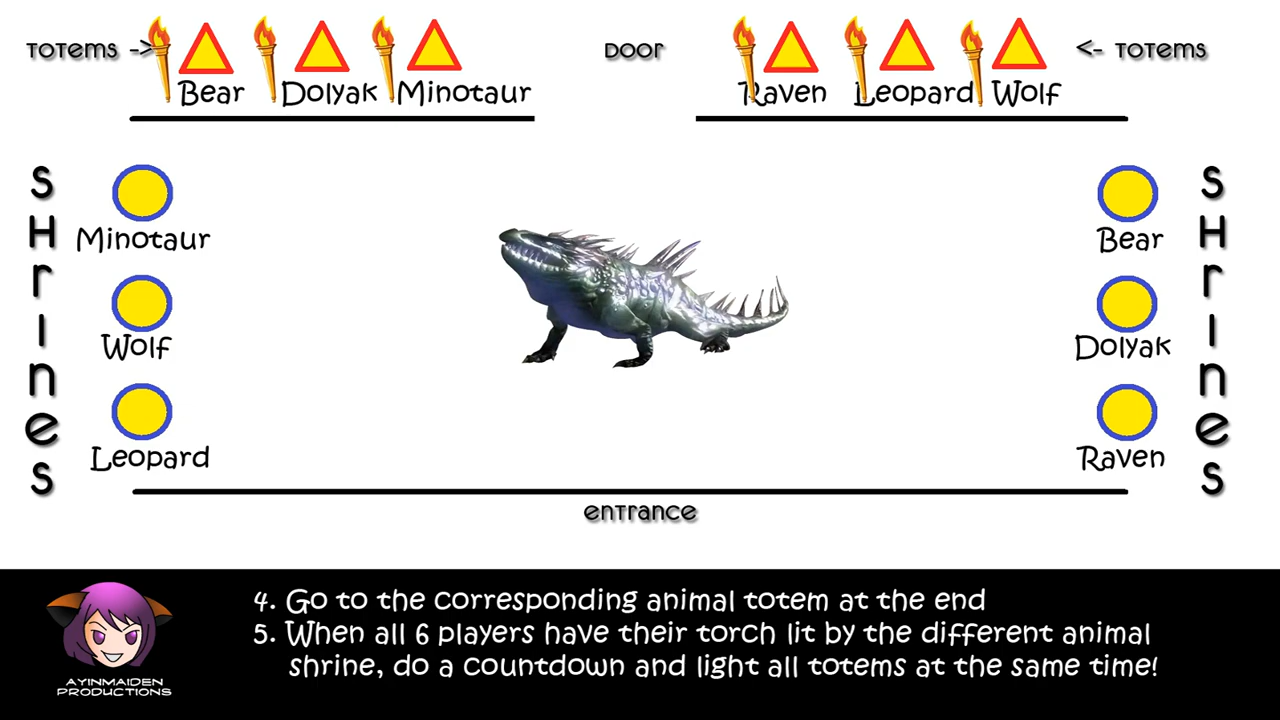 Totems -> Door <- Totems
Bear Dolyak Minotaur Raven Leopard Wolf
Shrines
Minotaur
Wolf
Leopard
Bear
Dolyak
Raven
Shrines
Entrance
4. Go to the corresponding animal totem at the end
5. When all 6 players have their torch lit by the different animal
shrine, do a countdown and light all totems at the same time!
AYINMAIDEN
PRODUCTIONS